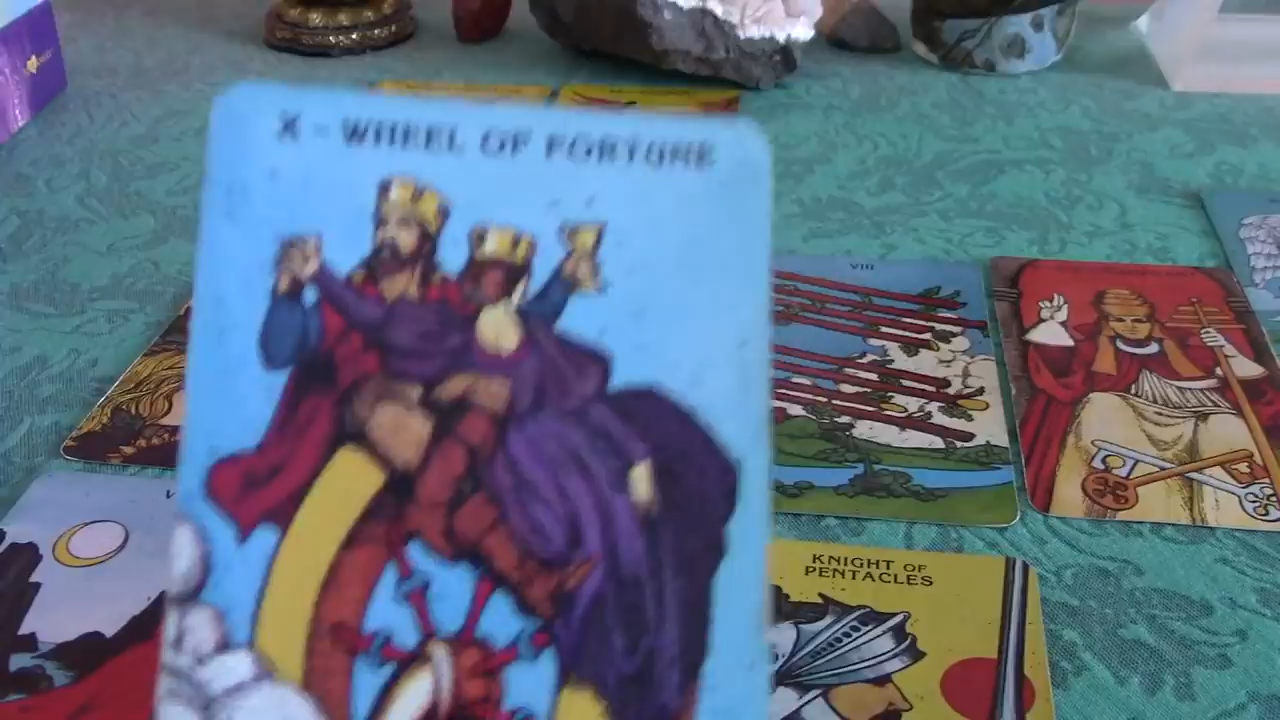 X - WHEEL OF FORTUNE
VIII
KNIGHT OF
PENTACLES